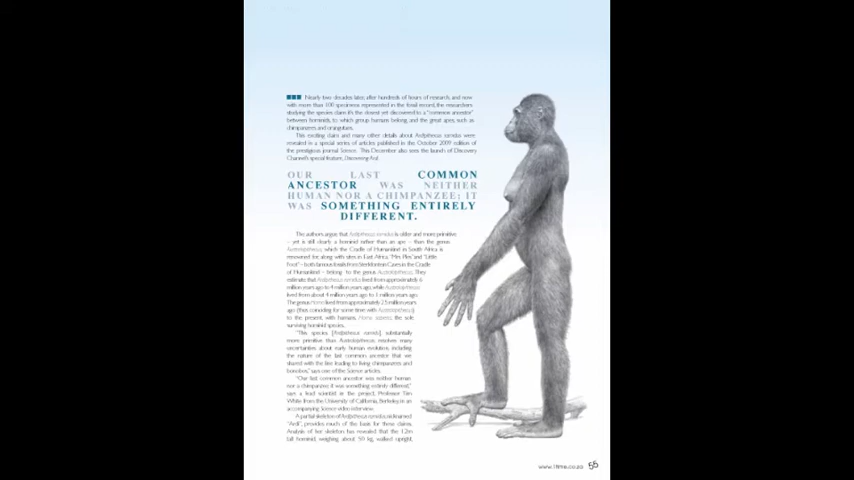 Nearly two decades later, after hundreds of hours of research, and now
with more than 100 specimens represented in the fossil record, the researchers
studying the species claim it's the closest yet discovered to a "common ancestor"
between hominids, to which group humans belong, and the great apes, such as
chimpanzees and orangutans.
This exciting claim and many other details about Ardipithecus ramidus were
revealed in a special series of articles published in the October 2009 edition of
the prestigious journal Science. This December also sees the launch of Discovery
Channel's special feature, Discovering Ardi.
OUR LAST COMMON
ANCESTOR WAS NEITHER
HUMAN NOR A CHIMPANZEE; IT
WAS SOMETHING ENTIRELY
DIFFERENT.
The authors argue that Ardipithecus ramidus is older and more primitive
– yet is still clearly a hominid rather than an ape – than the genus
Australopithecus, which the Cradle of Humankind in South Africa is
renowned for, along with sites in East Africa. "Mrs Ples" and "Little
Foot" – both famous fossils from Sterkfontein Caves in the Cradle
of Humankind – belong to the genus Australopithecus. They
estimate that Ardipithecus ramidus lived from approximately 6
million years ago to 4 million years ago, while Australopithecus
lived from about 4 million years ago to 1 million years ago.
The genus Homo lived from approximately 2.5 million years
ago (thus coinciding for some time with Australopithecus)
to the present, with humans, Homo sapiens, the sole
surviving hominid species.
"This species [Ardipithecus ramidus], substantially
more primitive than Australopithecus, resolves many
uncertainties about early human evolution, including
the nature of the last common ancestor that we
shared with the line leading to living chimpanzees and
bonobos," says one of the Science articles.
"Our last common ancestor was neither human
nor a chimpanzee; it was something entirely different,"
says a lead scientist in the project, Professor Tim
White from the University of California, Berkeley, in an
accompanying Science video interview.
A partial skeleton of Ardipithecus ramidus, nicknamed
"Ardi", provides much of the basis for these claims.
Analysis of her skeleton has revealed that the 1.2m
tall hominid, weighing about 50 kg, walked upright,
www.1time.co.za 55